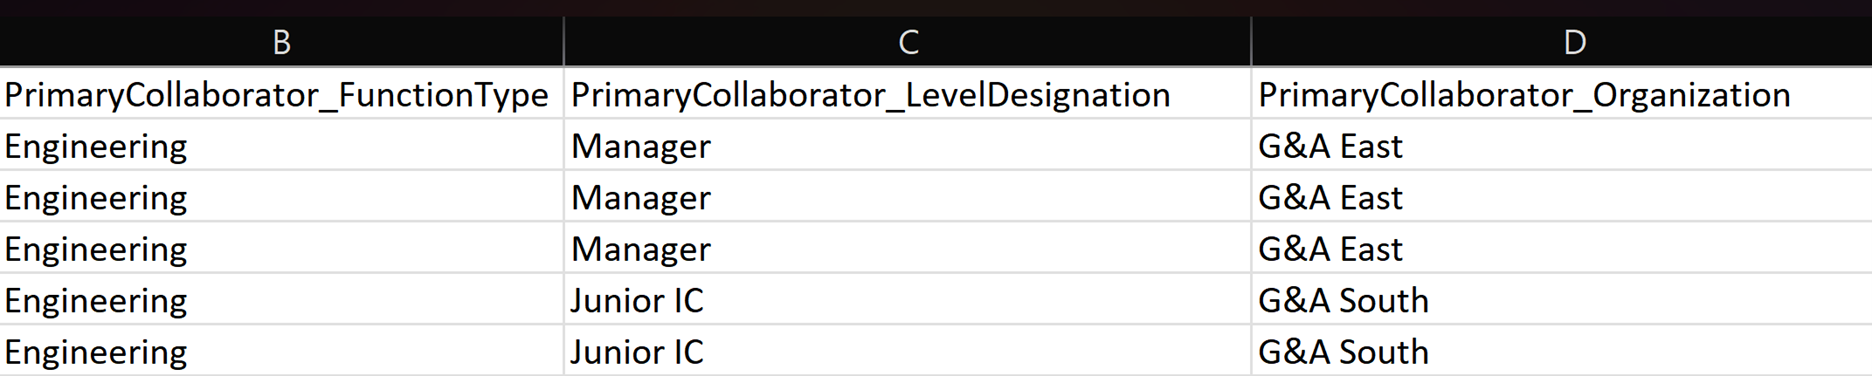 B C D
PrimaryCollaborator_FunctionType PrimaryCollaborator_LevelDesignation PrimaryCollaborator_Organization
Engineering Manager G&A East
Engineering Manager G&A East
Engineering Manager G&A East
Engineering Junior IC G&A South
Engineering Junior IC G&A South